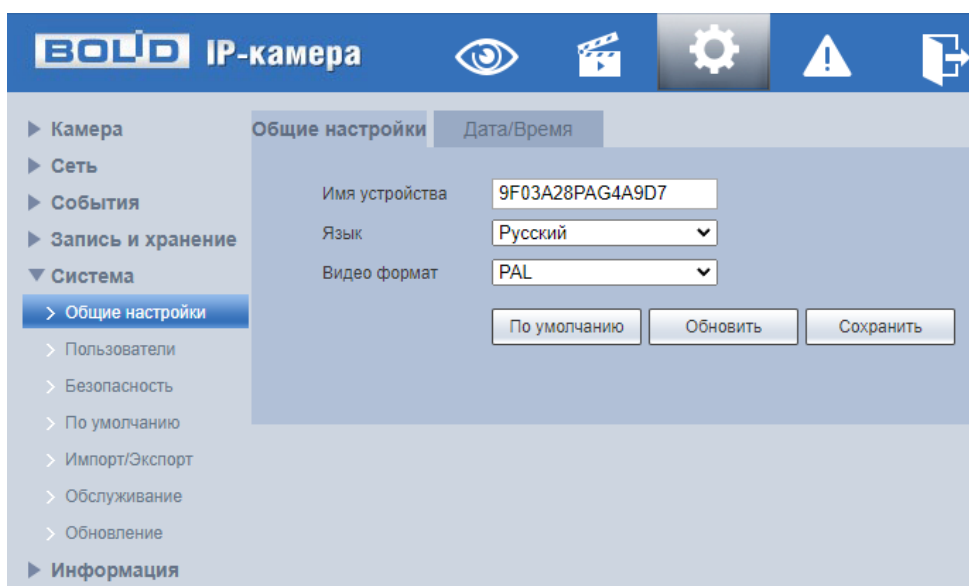 BOLID IP-камера
Камера
Сеть
События
Запись и хранение
Система
Общие настройки
Пользователи
Безопасность
По умолчанию
Импорт/Экспорт
Обслуживание
Обновление
Информация
Общие настройки Дата/Время
Имя устройства 9F03A28PAG4A9D7
Язык Русский
Видео формат PAL
По умолчанию Обновить Сохранить